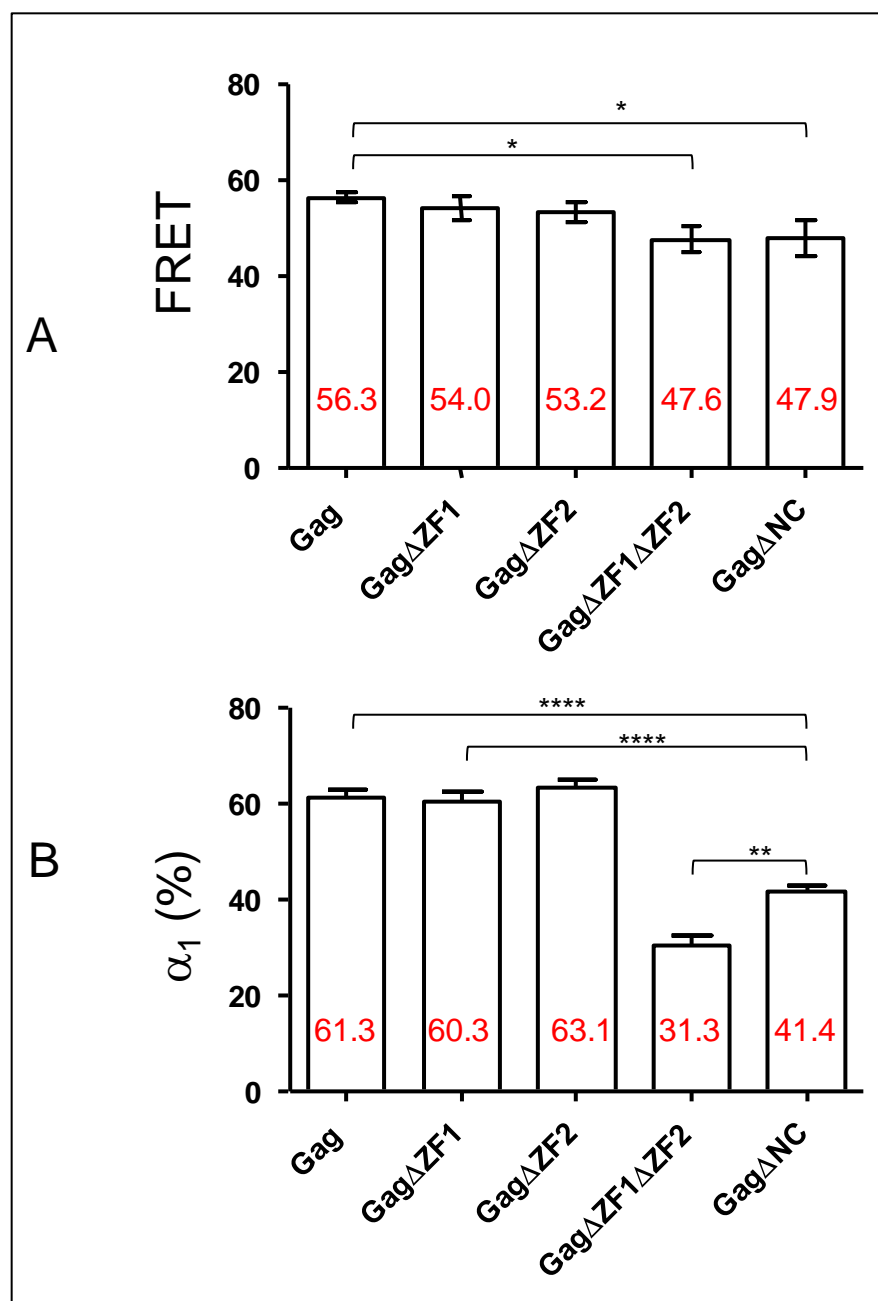 A
FRET
80
60
40
20
0
*
*
56.3 54.0 53.2 47.6 47.9
Gag
GagΔZF1
GagΔZF2
GagΔZF1ΔZF2
GagΔNC
B
α1 (%)
80
60
40
20
0
****
****
**
61.3 60.3 63.1 31.3 41.4
Gag
GagΔZF1
GagΔZF2
GagΔZF1ΔZF2
GagΔNC